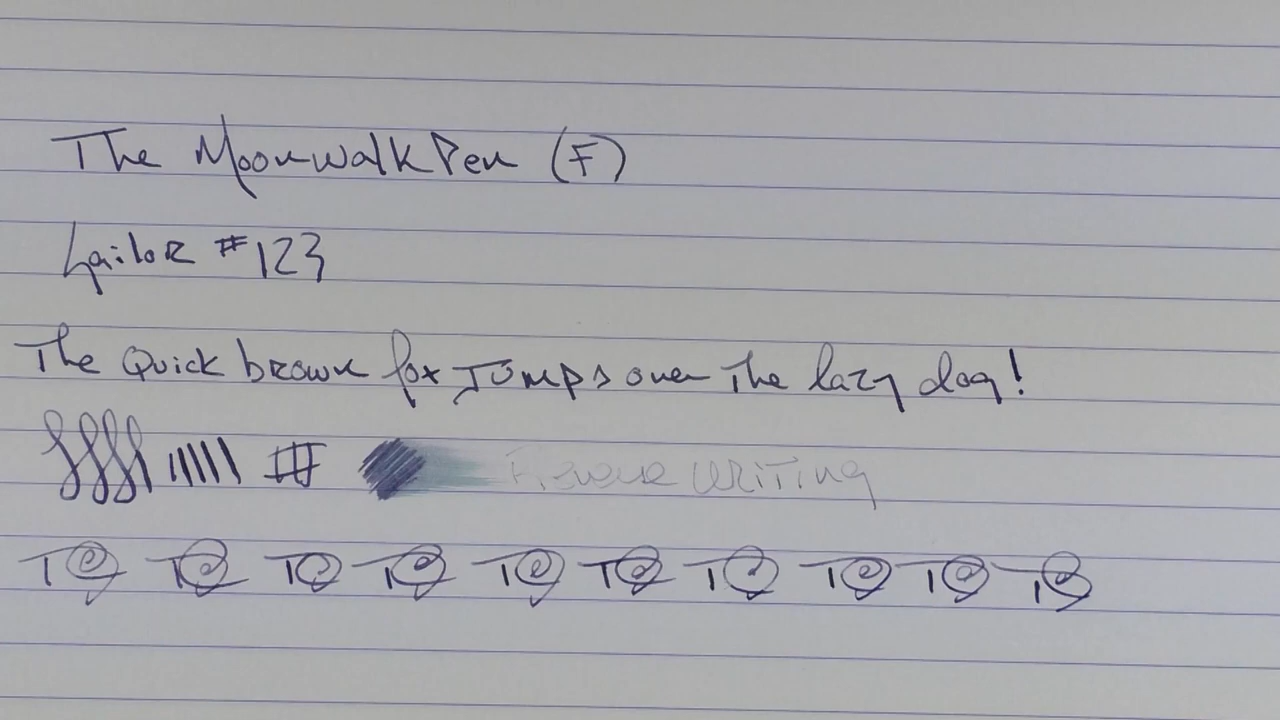 The Moonwalk Pen (F)
Sailor #123
The Quick brown fox Jumps over The lazy dog!
# Reverse Writing